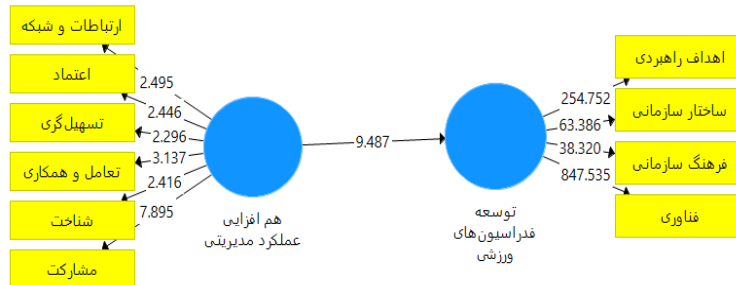 ارتباطات و شبکه
اعتماد
تسهیل‌گری
تعامل و همکاری
شناخت
مشارکت
2.495
2.446
2.296
3.137
2.416
7.895
هم افزایی
عملکرد مدیریتی
9.487
توسعه
فدراسیون‌های
ورزشی
254.752
63.386
38.320
847.535
اهداف راهبردی
ساختار سازمانی
فرهنگ سازمانی
فناوری